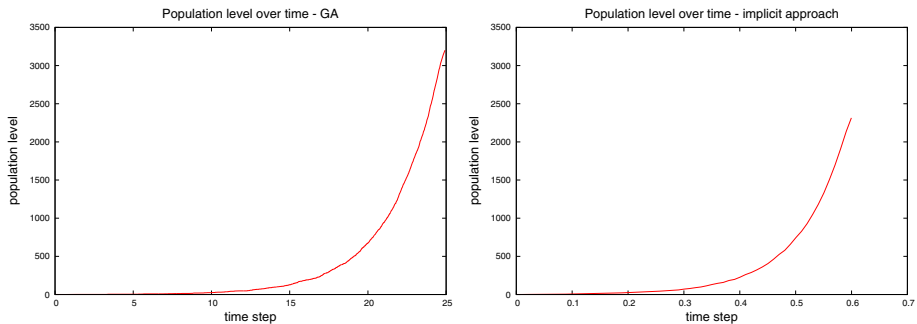 Population level over time - GA
3500
3000
2500
2000
1500
1000
500
0
population level
0 5 10 15 20 25
time step
Population level over time - implicit approach
3500
3000
2500
2000
1500
1000
500
0
population level
0 0.1 0.2 0.3 0.4 0.5 0.6 0.7
time step